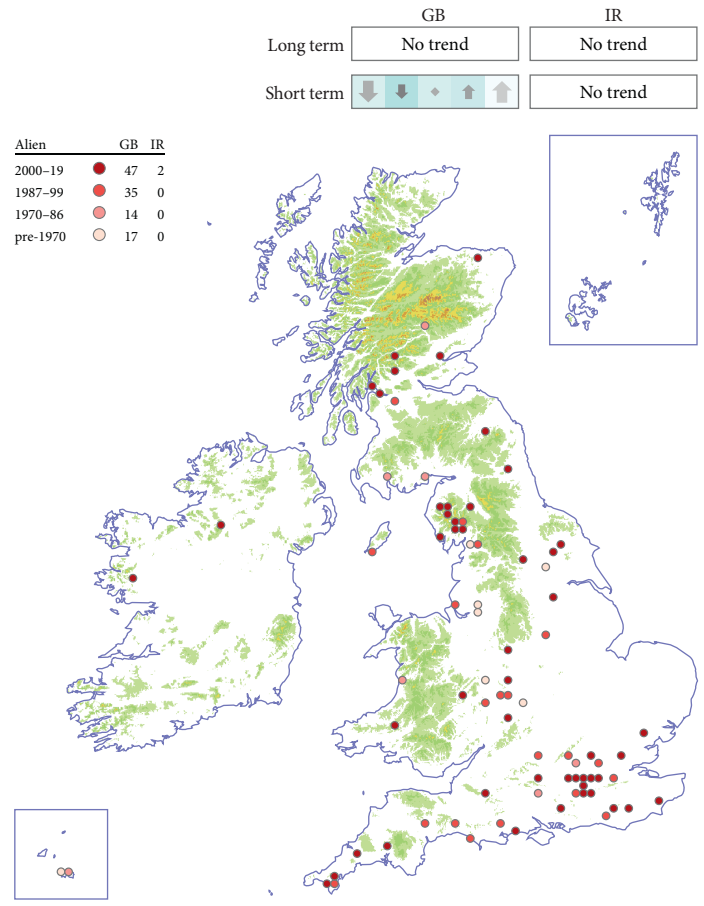 GB IR
Long term No trend No trend
Short term No trend
Alien GB IR
2000–19 47 2
1987–99 35 0
1970–86 14 0
pre-1970 17 0